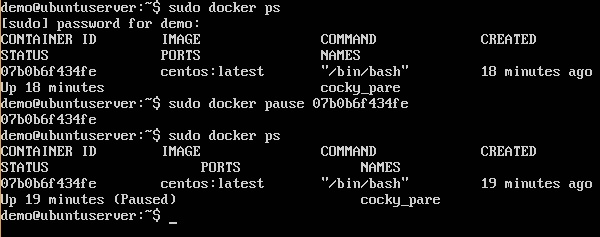 demo@ubuntuserver:~$ sudo docker ps
[sudo] password for demo:
CONTAINER ID        IMAGE               COMMAND             CREATED
STATUS              PORTS               NAMES
07b0b6f434fe        centos:latest       "/bin/bash"         18 minutes ago
Up 18 minutes                           cocky_pare
demo@ubuntuserver:~$ sudo docker pause 07b0b6f434fe
07b0b6f434fe
demo@ubuntuserver:~$ sudo docker ps
CONTAINER ID        IMAGE               COMMAND             CREATED
STATUS                   PORTS               NAMES
07b0b6f434fe        centos:latest       "/bin/bash"         19 minutes ago
Up 19 minutes (Paused)                       cocky_pare
demo@ubuntuserver:~$ _